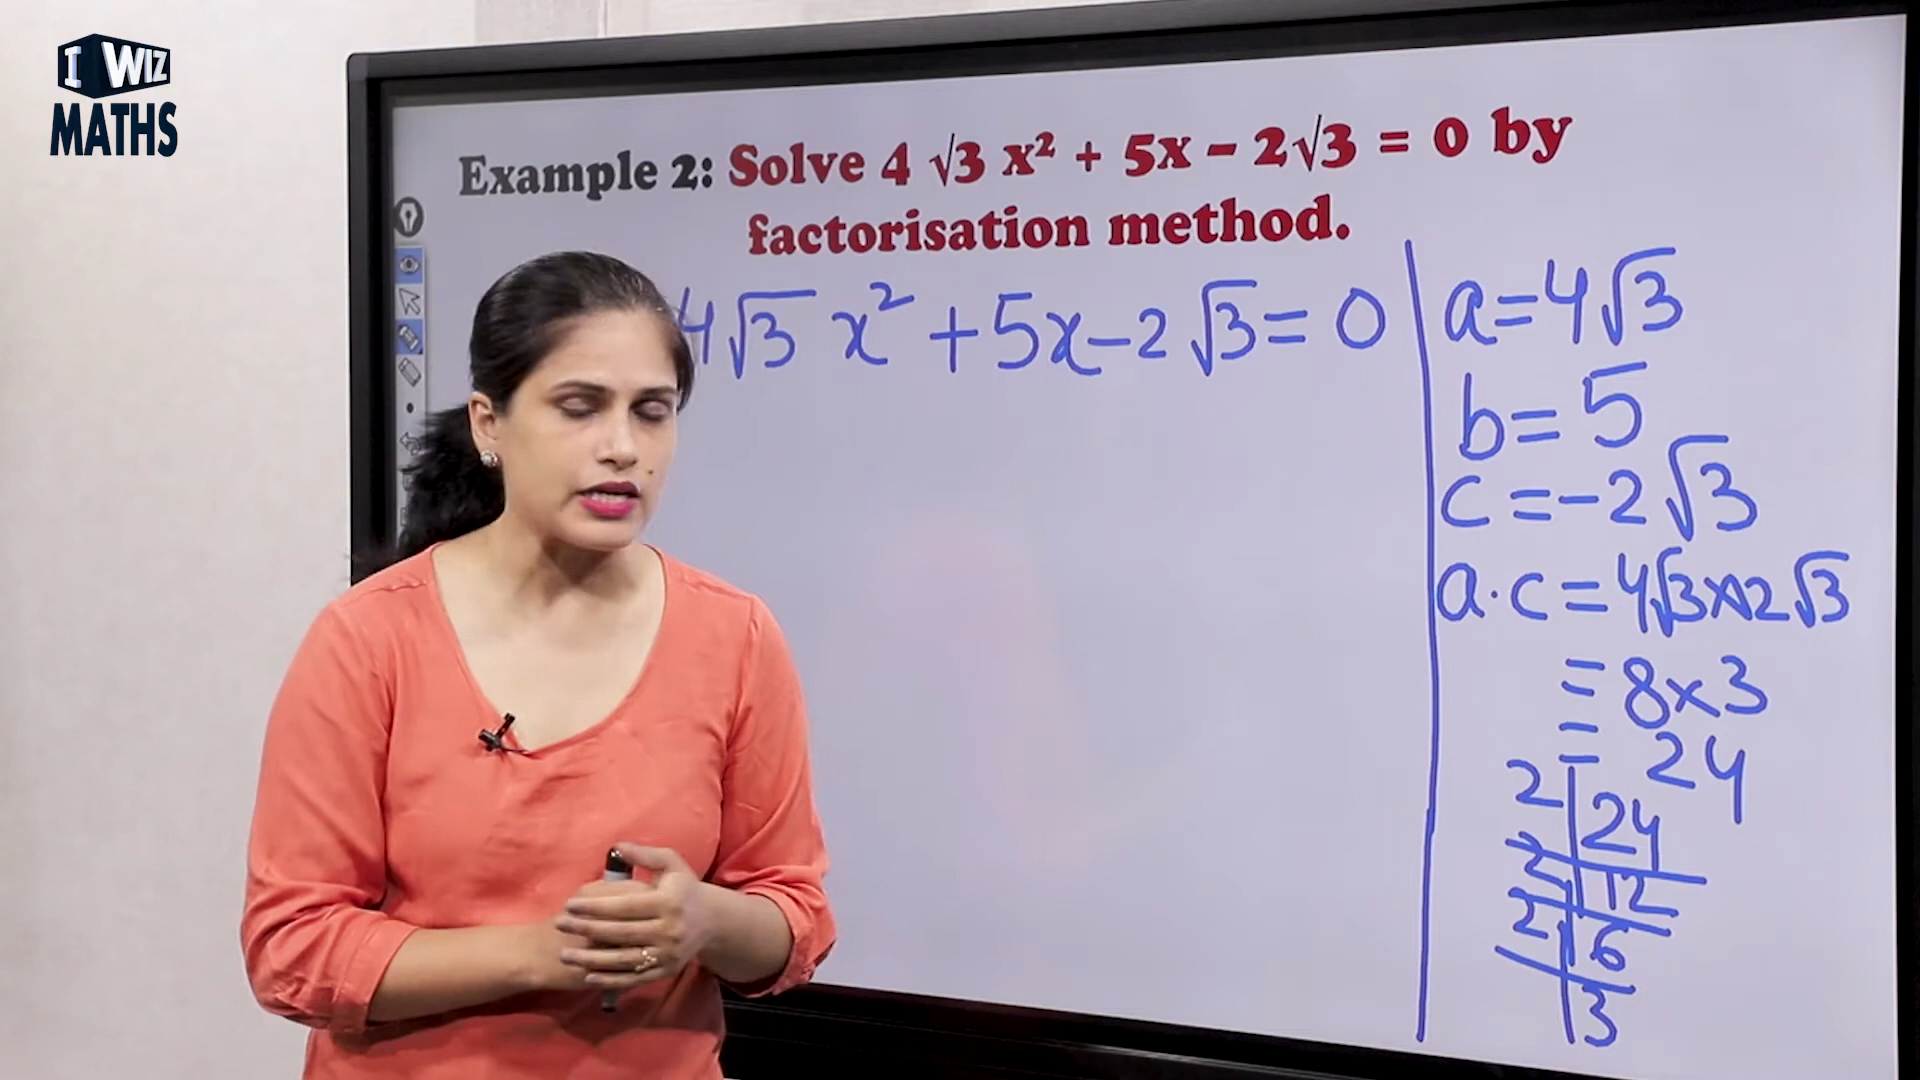 I WIZ
MATHS
Example 2: Solve 4 √3 x² + 5x – 2√3 = 0 by
factorisation method.
4√3 x² + 5x – 2√3 = 0
a = 4√3
b = 5
c = –2√3
a·c = 4√3 × 2√3
= 8×3
= 24
2 | 24
2 | 12
2 | 6
3